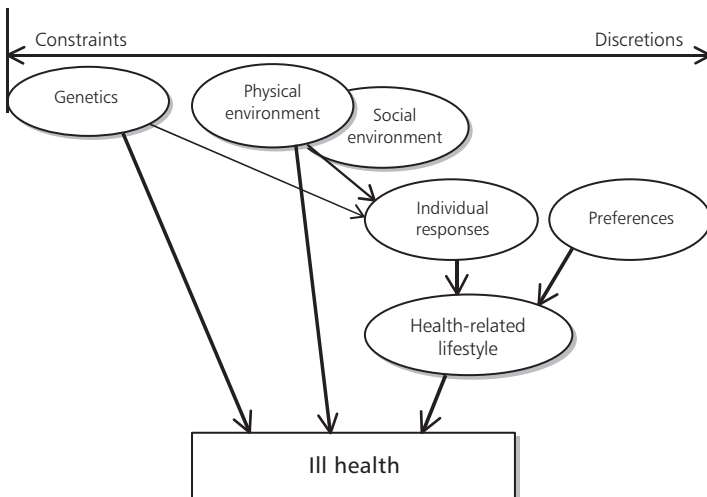 Constraints
Discretions
Genetics
Physical
environment
Social
environment
Individual
responses
Preferences
Health-related
lifestyle
Ill health